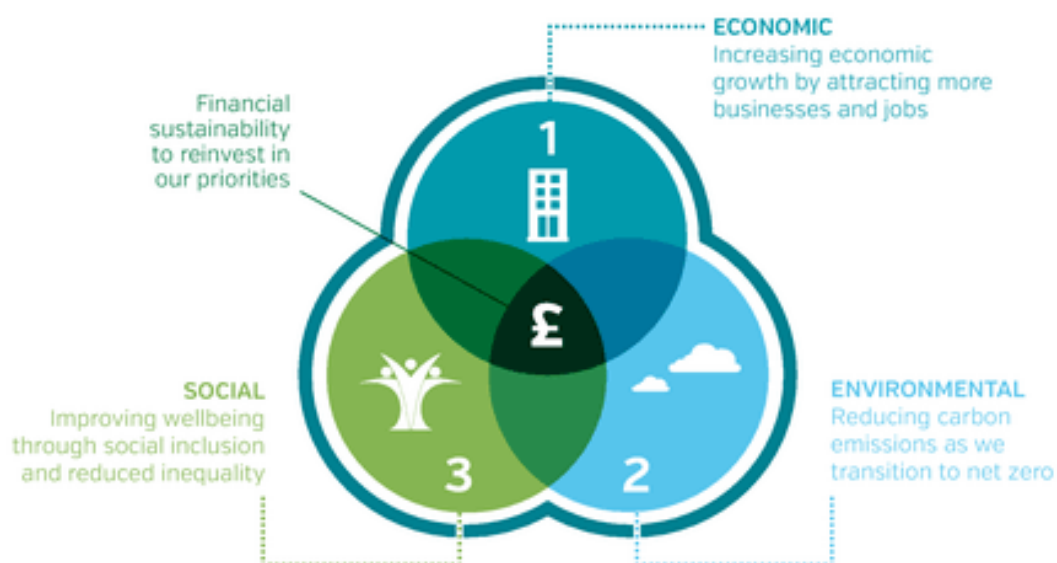 ECONOMIC
Increasing economic
growth by attracting more
businesses and jobs
Financial
sustainability
to reinvest in
our priorities
1
£
SOCIAL
Improving wellbeing
through social inclusion
and reduced inequality
ENVIRONMENTAL
Reducing carbon
emissions as we
transition to net zero
3
2